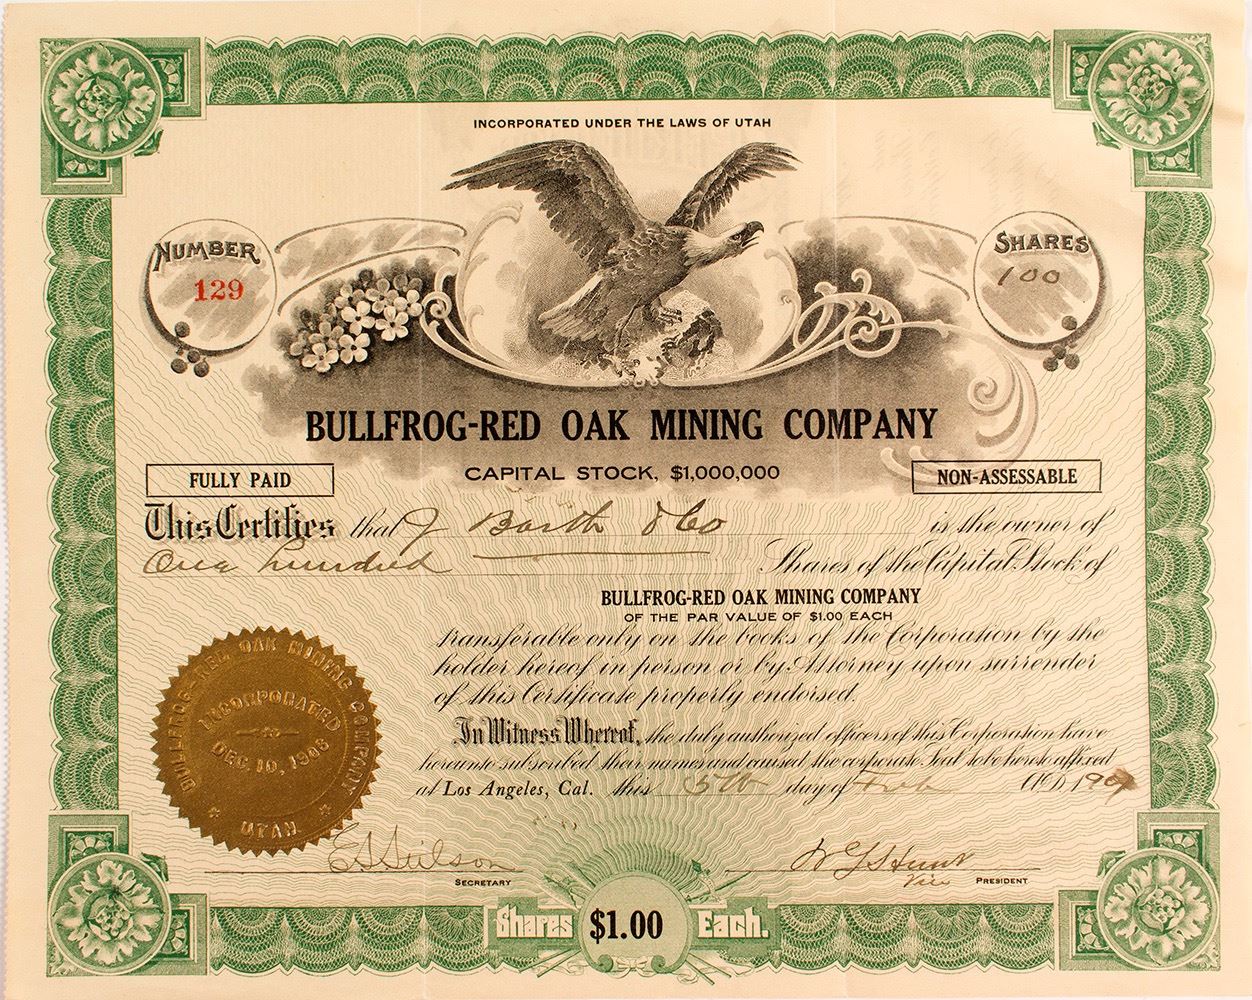 INCORPORATED UNDER THE LAWS OF UTAH
NUMBER
129
SHARES
100
BULLFROG-RED OAK MINING COMPANY
CAPITAL STOCK, $1,000,000
FULLY PAID
NON-ASSESSABLE
This Certifies that J Barth & Co is the owner of
One hundred Shares of the Capital Stock of
BULLFROG-RED OAK MINING COMPANY
OF THE PAR VALUE OF $1.00 EACH
transferable only on the books of the Corporation by the
holder hereof in person or by Attorney upon surrender
of this Certificate properly endorsed.
In Witness Whereof, the duly authorized officers of this Corporation have
hereunto subscribed their names and caused the corporate Seal to be hereto affixed
at Los Angeles, Cal. this 5th day of Feb A.D. 190
BULLFROG-RED OAK MINING COMPANY
INCORPORATED
DEC. 10, 1906
UTAH
SECRETARY
Hunt
Vice PRESIDENT
Shares $1.00 Each.